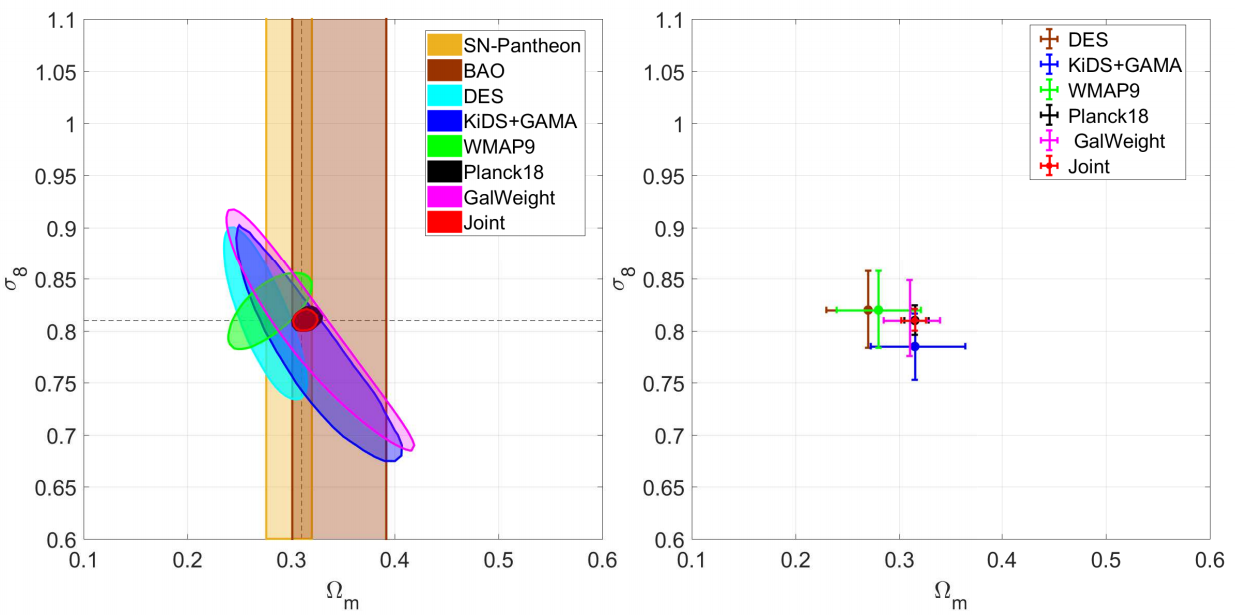 1.1
1.05
1
0.95
0.9
0.85
0.8
0.75
0.7
0.65
0.6
σ8
0.1
0.2
0.3
0.4
0.5
0.6
Ωm
SN-Pantheon
BAO
DES
KiDS+GAMA
WMAP9
Planck18
GalWeight
Joint
1.1
1.05
1
0.95
0.9
0.85
0.8
0.75
0.7
0.65
0.6
σ8
0.1
0.2
0.3
0.4
0.5
0.6
Ωm
DES
KiDS+GAMA
WMAP9
Planck18
GalWeight
Joint